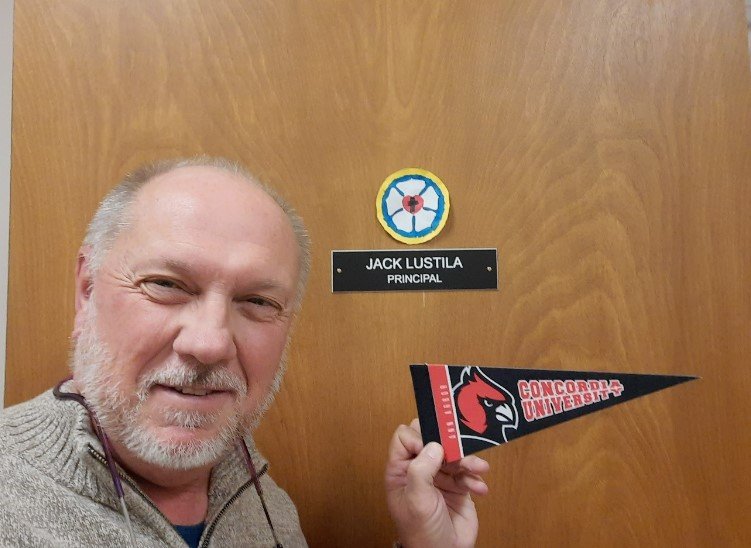 JACK LUSTILA
PRINCIPAL
CONCORDIA
UNIVERSITY
ANN ARBOR